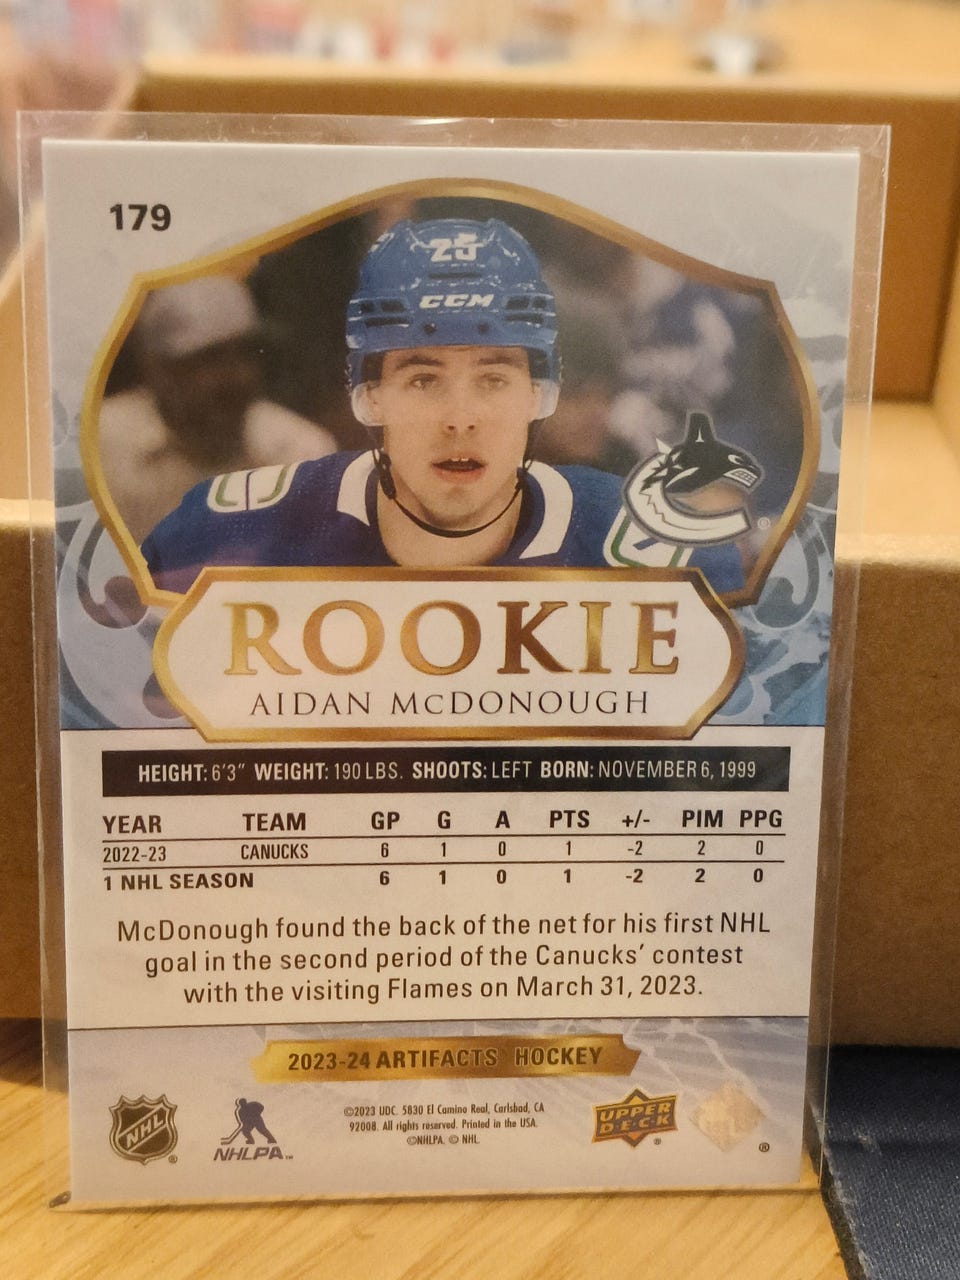 179
25
CCM
®
ROOKIE
AIDAN McDONOUGH
HEIGHT: 6'3" WEIGHT: 190 LBS. SHOOTS: LEFT BORN: NOVEMBER 6, 1999
YEAR TEAM GP G A PTS +/- PIM PPG
2022-23 CANUCKS 6 1 0 1 -2 2 0
1 NHL SEASON 6 1 0 1 -2 2 0
McDonough found the back of the net for his first NHL
goal in the second period of the Canucks' contest
with the visiting Flames on March 31, 2023.
2023-24 ARTIFACTS HOCKEY
NHL ®
NHLPA™
©2023 UDC. 5830 El Camino Real, Carlsbad, CA
92008. All rights reserved. Printed in the USA.
©NHLPA. © NHL.
UPPER
D•E•C•K
®
®